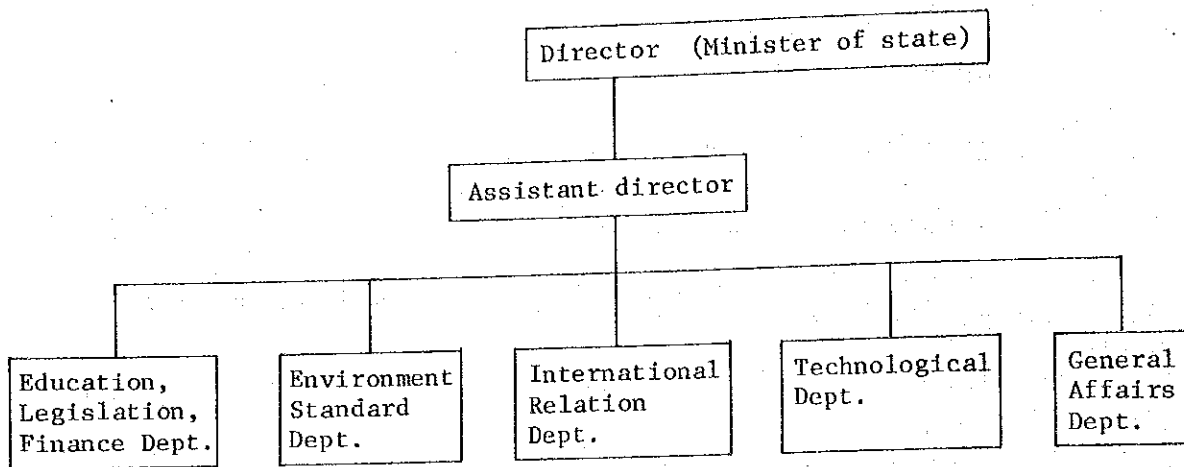 Director (Minister of state)
Assistant director
Education,
Legislation,
Finance Dept.
Environment
Standard
Dept.
International
Relation
Dept.
Technological
Dept.
General
Affairs
Dept.